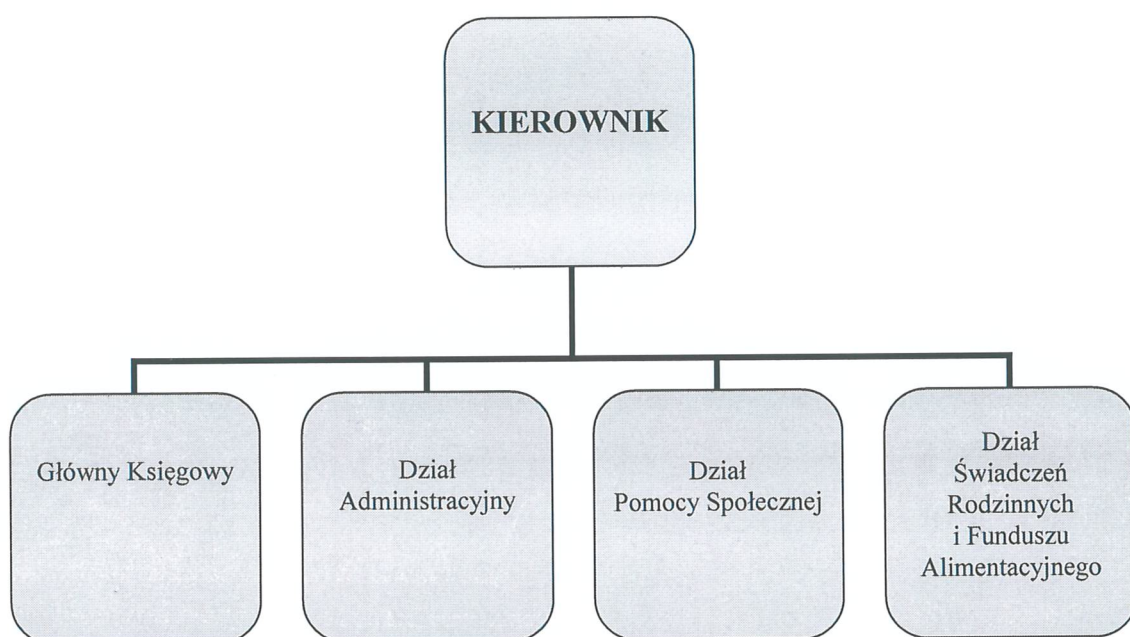 KIEROWNIK
Główny Księgowy
Dział
Administracyjny
Dział
Pomocy Społecznej
Dział
Świadczeń
Rodzinnych
i Funduszu
Alimentacyjnego